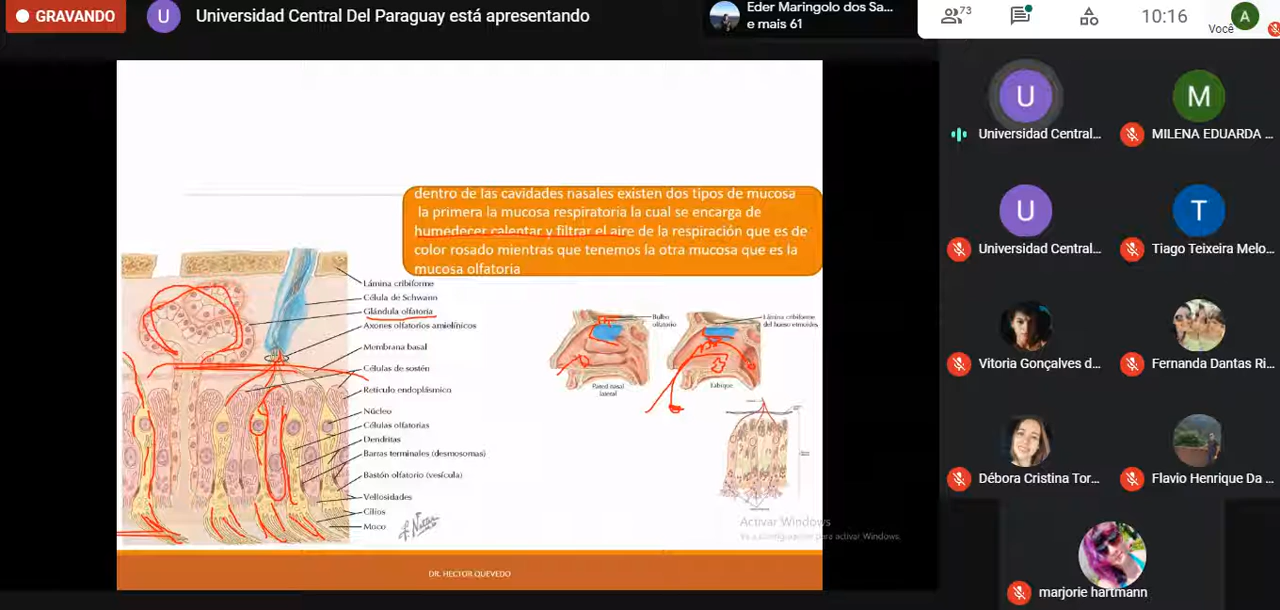 GRAVANDO
U
Universidad Central Del Paraguay está apresentando
Eder Maringolo dos Sa...
e mais 61
73
10:16
Você
A
dentro de las cavidades nasales existen dos tipos de mucosa
la primera la mucosa respiratoria la cual se encarga de
humedecer calentar y filtrar el aire de la respiración que es de
color rosado mientras que tenemos la otra mucosa que es la
mucosa olfatoria
Lámina cribiforme
Célula de Schwann
Glándula olfatoria
Axones olfatorios amielínicos
Membrana basal
Células de sostén
Retículo endoplásmico
Núcleo
Células olfatorias
Dendritas
Barras terminales (desmosomas)
Bastón olfatorio (vesícula)
Vellosidades
Cilios
Moco
F. Netter
Bulbo
olfatorio
Pared nasal
lateral
Lámina cribiforme
del hueso etmoides
Tabique
Activar Windows
Ve a Configuración para activar Windows.
DR. HECTOR QUEVEDO
U
Universidad Central...
M
MILENA EDUARDA ...
U
Universidad Central...
T
Tiago Teixeira Melo...
Vitoria Gonçalves d...
Fernanda Dantas Ri...
Débora Cristina Tor...
Flavio Henrique Da ...
marjorie hartmann